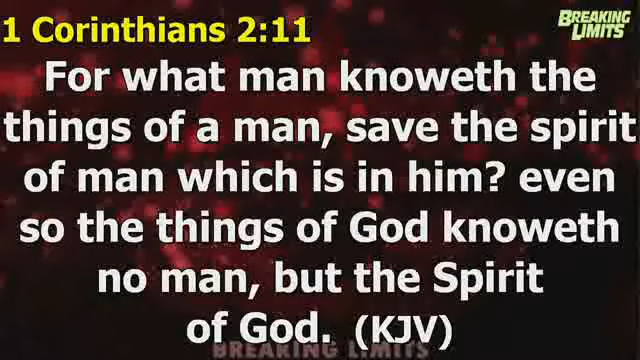 1 Corinthians 2:11
BREAKING
LIMITS
For what man knoweth the
things of a man, save the spirit
of man which is in him? even
so the things of God knoweth
no man, but the Spirit
of God. (KJV)
BREAKING LIMITS